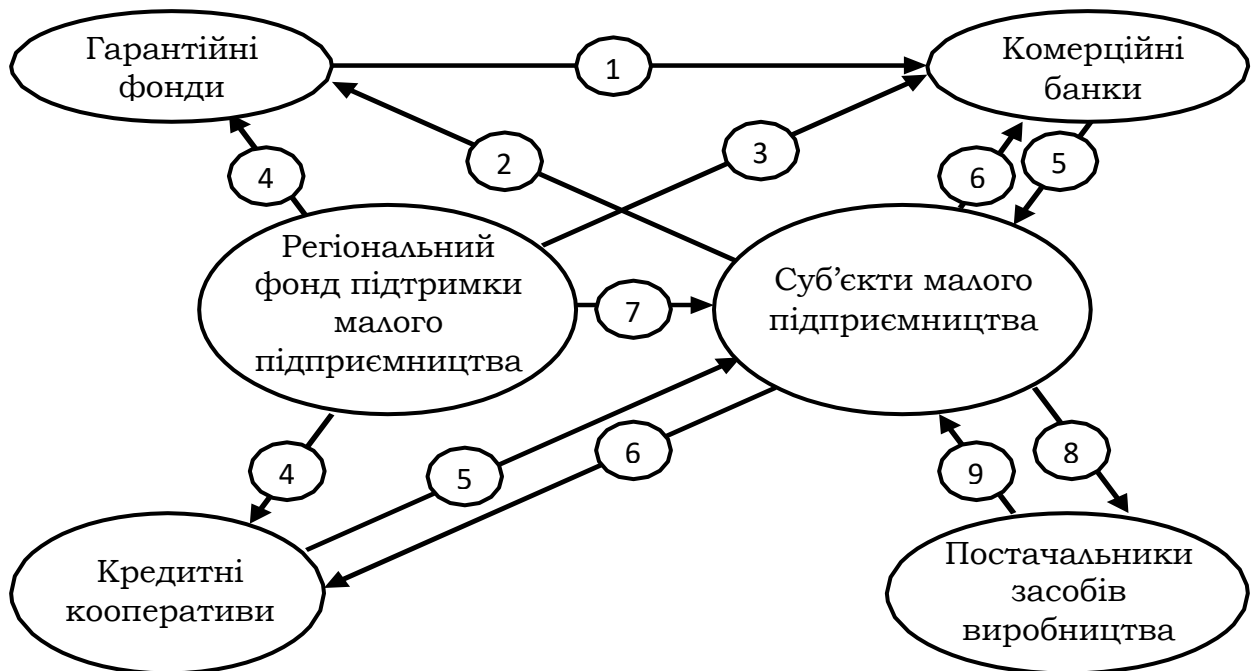 Гарантійні
фонди
1
Комерційні
банки
2
3
4
6
5
Регіональний
фонд підтримки
малого
підприємництва
7
Суб’єкти малого
підприємництва
4
5
6
9
8
Кредитні
кооперативи
Постачальники
засобів
виробництва